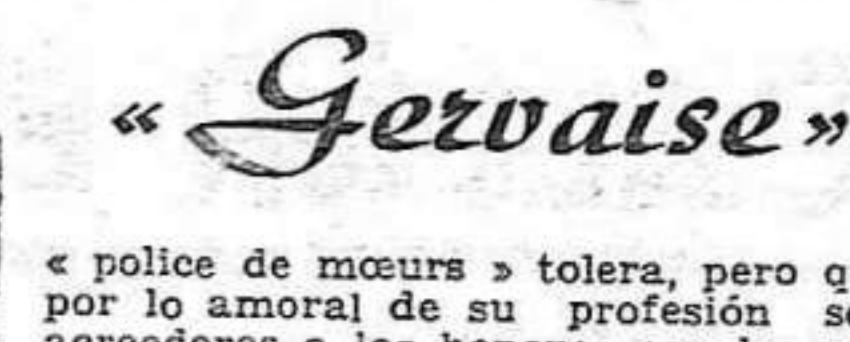 « Gervaise »
« police de mœurs » tolera, pero
por lo amoral de su profesión